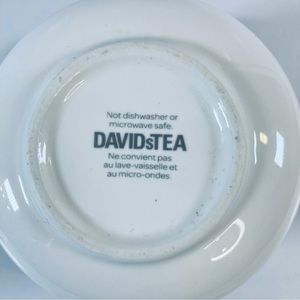 Not dishwasher or
microwave safe.
DAVIDsTEA
Ne convient pas
au lave-vaisselle et
au micro-ondes.